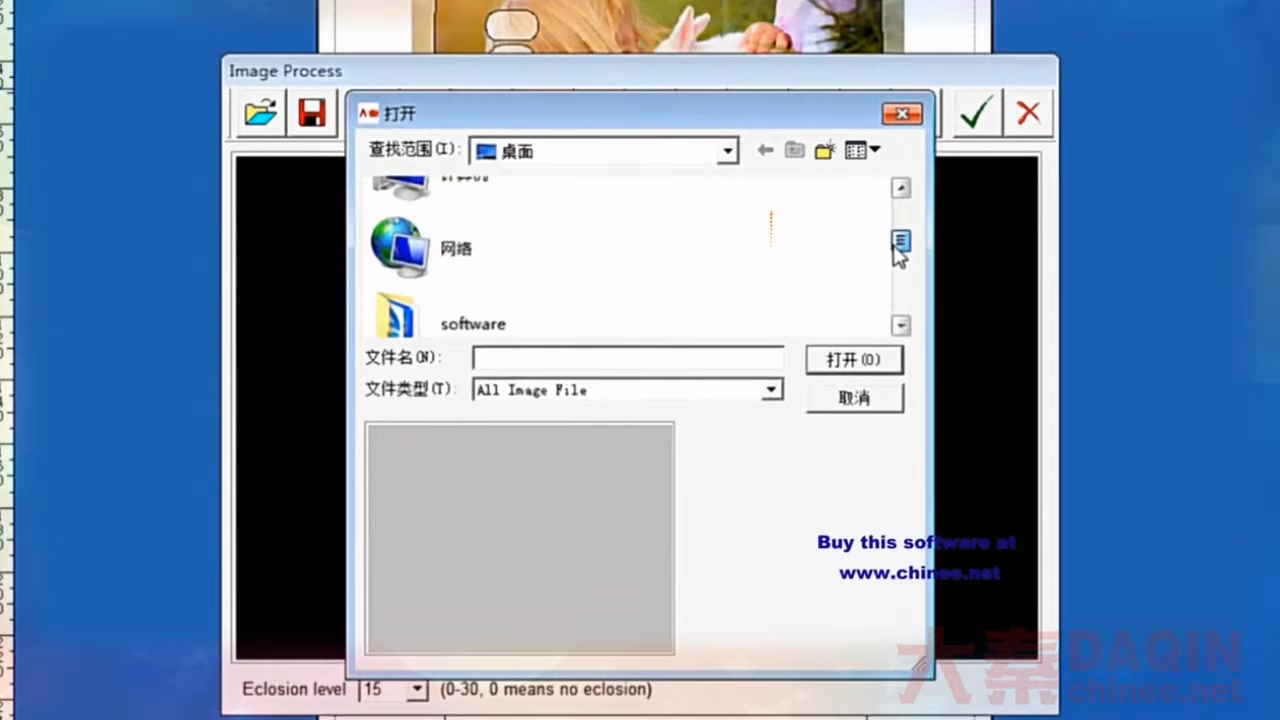 Image Process
打开
查找范围(I):
桌面
网络
software
文件名(N):
打开(O)
文件类型(T):
All Image File
取消
Buy this software at
www.chinee.net
大秦 DAQIN
chinee.net
Eclosion level
15
(0-30, 0 means no eclosion)